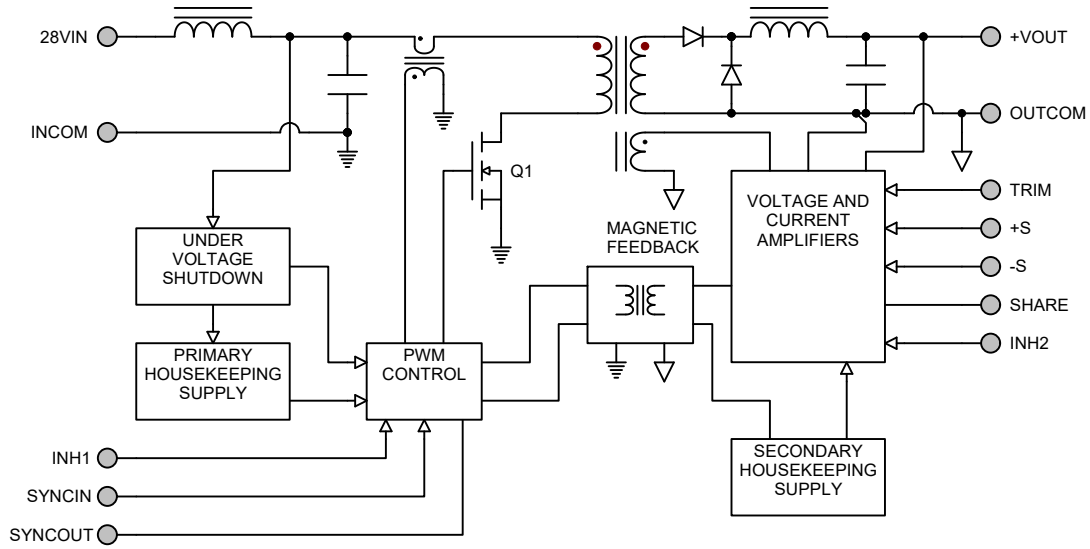 28VIN
+VOUT
INCOM
OUTCOM
Q1
TRIM
VOLTAGE AND
CURRENT
AMPLIFIERS
+S
MAGNETIC
FEEDBACK
UNDER
VOLTAGE
SHUTDOWN
-S
SHARE
INH2
PRIMARY
HOUSEKEEPING
SUPPLY
PWM
CONTROL
INH1
SECONDARY
HOUSEKEEPING
SUPPLY
SYNCIN
SYNCOUT